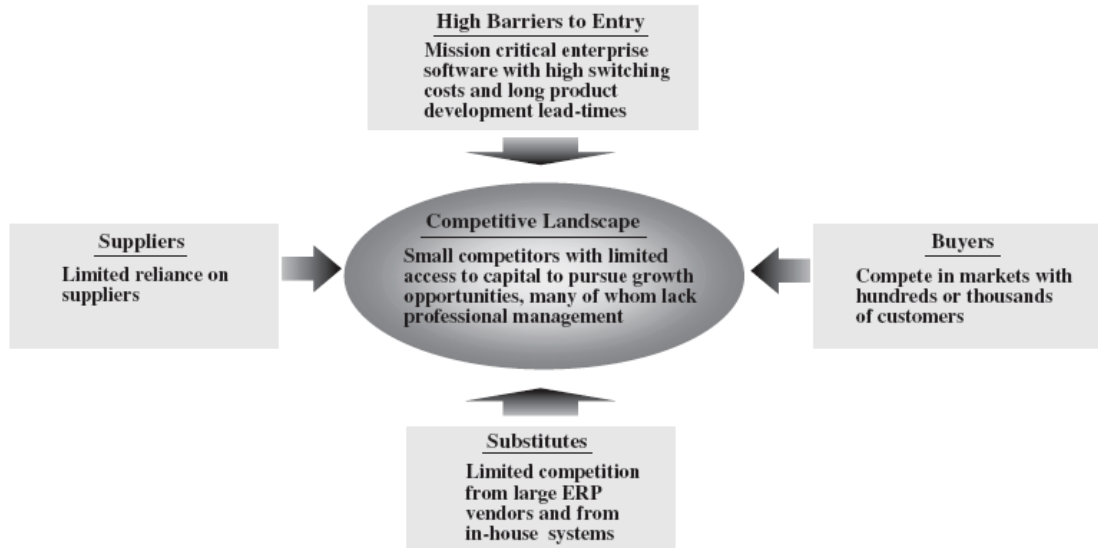 High Barriers to Entry
Mission critical enterprise
software with high switching
costs and long product
development lead-times
Suppliers
Limited reliance on
suppliers
Competitive Landscape
Small competitors with limited
access to capital to pursue growth
opportunities, many of whom lack
professional management
Buyers
Compete in markets with
hundreds or thousands
of customers
Substitutes
Limited competition
from large ERP
vendors and from
in-house systems